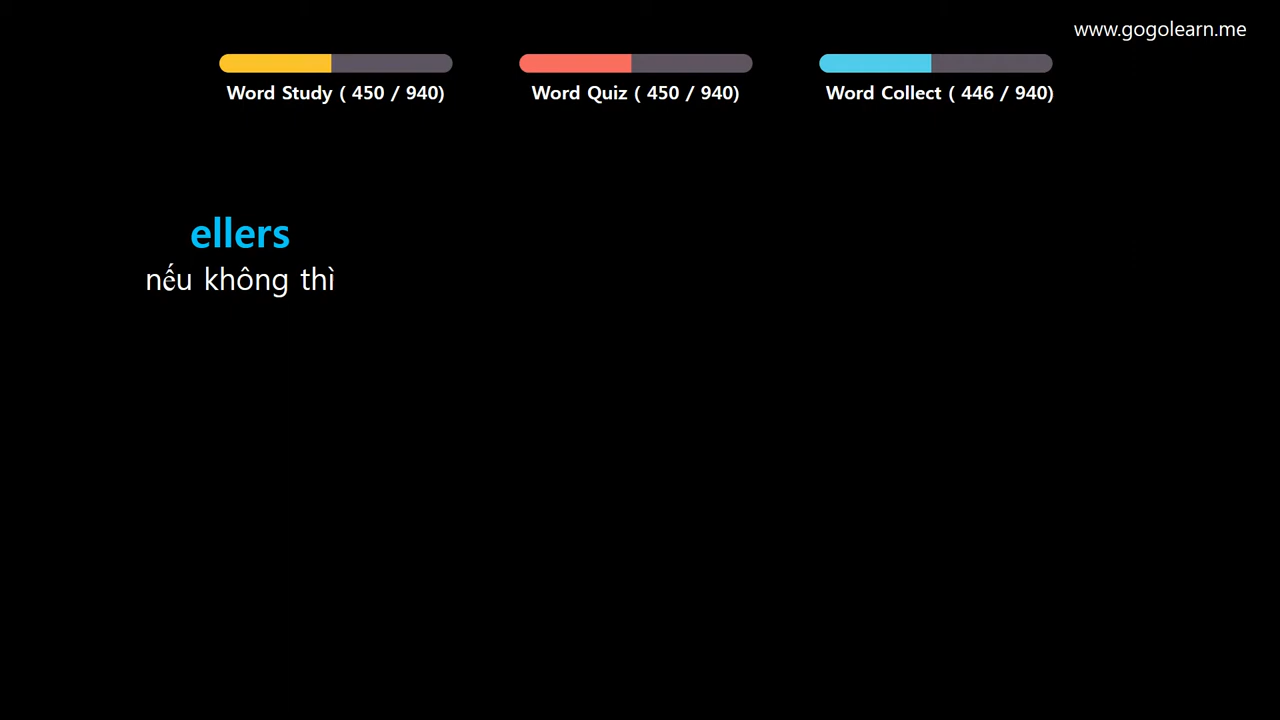 www.gogolearn.me
Word Study ( 450 / 940)
Word Quiz ( 450 / 940)
Word Collect ( 446 / 940)
ellers
nếu không thì